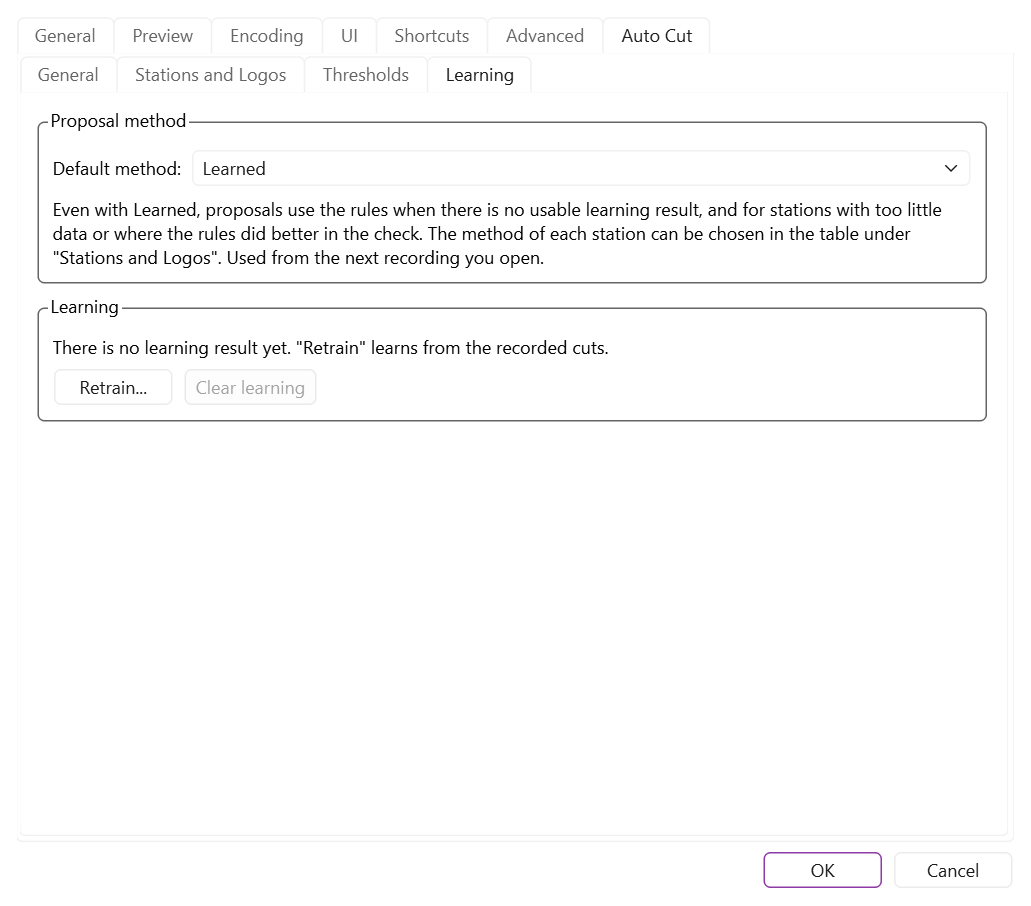 General Preview Encoding UI Shortcuts Advanced Auto Cut
General Stations and Logos Thresholds Learning
Proposal method
Default method: Learned
Even with Learned, proposals use the rules when there is no usable learning result, and for stations with too little
data or where the rules did better in the check. The method of each station can be chosen in the table under
"Stations and Logos". Used from the next recording you open.
Learning
There is no learning result yet. "Retrain" learns from the recorded cuts.
Retrain... Clear learning
OK Cancel